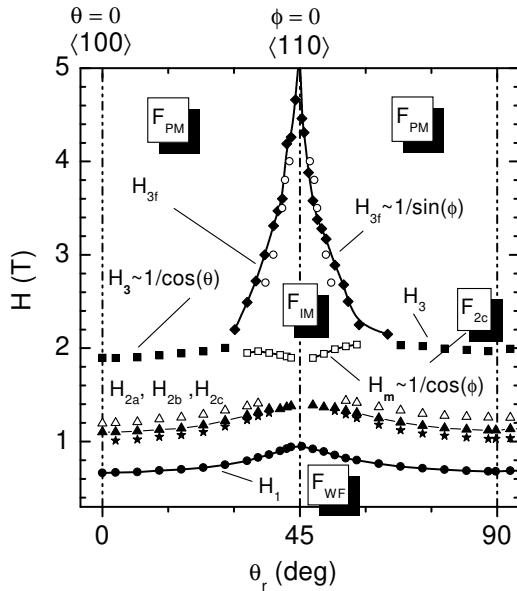 θ = 0 ϕ = 0
⟨100⟩ ⟨110⟩
5
F_PM F_PM
4
H_3f H_3f~1/sin(ϕ)
H (T)
3
H_3~1/cos(θ) F_IM H_3 F_2c
2
H_2a, H_2b ,H_2c H_m~1/cos(ϕ)
1
H_1 F_WF
0 45 90
θ_r (deg)